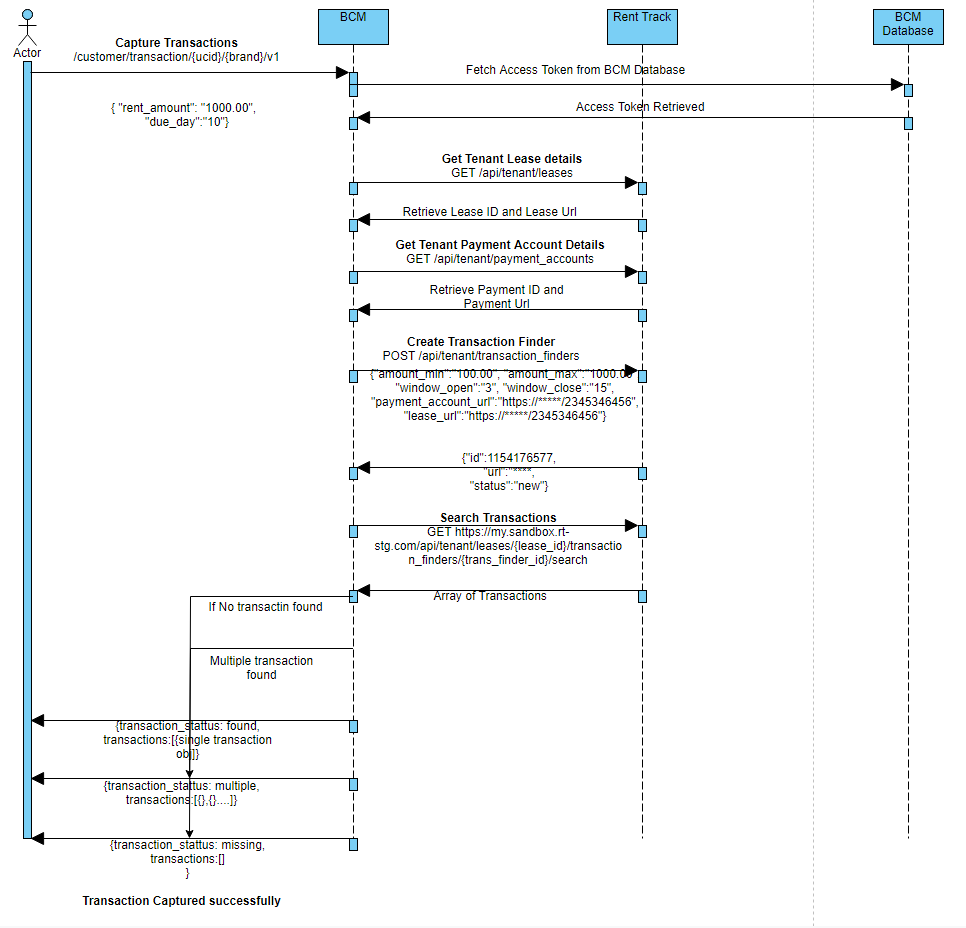 BCM
Rent Track
BCM
Database
Actor
Capture Transactions
/customer/transaction/{ucid}/{brand}/v1
Fetch Access Token from BCM Database
{ "rent_amount": "1000.00",
"due_day":"10"}
Access Token Retrieved
Get Tenant Lease details
GET /api/tenant/leases
Retrieve Lease ID and Lease Url
Get Tenant Payment Account Details
GET /api/tenant/payment_accounts
Retrieve Payment ID and
Payment Url
Create Transaction Finder
POST /api/tenant/transaction_finders
{"amount_min":"100.00", "amount_max":"1000.00"
"window_open":"3", "window_close":"15",
"payment_account_url":"https://*****/2345346456",
"lease_url":"https://*****/2345346456"}
{"id":1154176577,
"url":"****,
"status":"new"}
Search Transactions
GET https://my.sandbox.rt-
stg.com/api/tenant/leases/{lease_id}/transactio
n_finders/{trans_finder_id}/search
Array of Transactions
If No transactin found
Multiple transaction
found
{transaction_stattus: found,
transactions:[{single transaction
obj]}
{transaction_stattus: multiple,
transactions:[{},{}....]}
{transaction_stattus: missing,
transactions:[]
}
Transaction Captured successfully